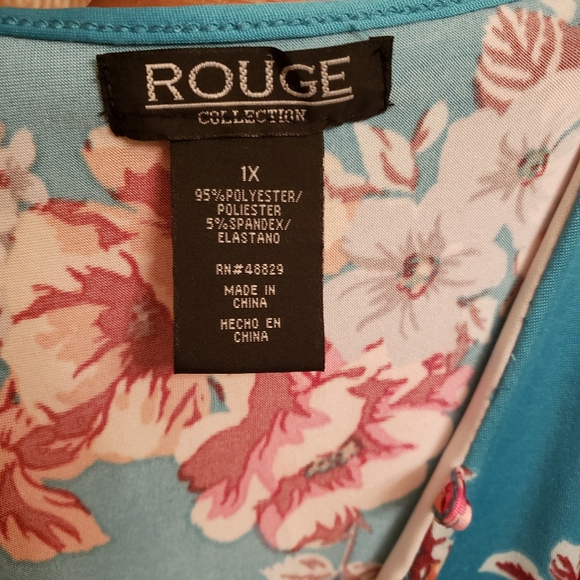 ROUGE
COLLECTION
1X
95%POLYESTER/
POLIESTER
5%SPANDEX/
ELASTANO
RN#48829
MADE IN
CHINA
HECHO EN
CHINA